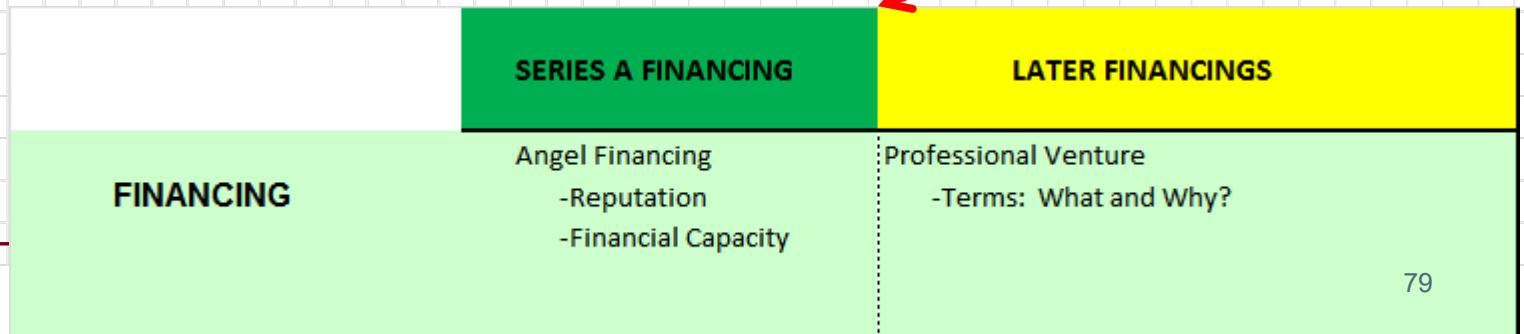 SERIES A FINANCING
LATER FINANCINGS
FINANCING
Angel Financing
-Reputation
-Financial Capacity
Professional Venture
-Terms:  What and Why?
79